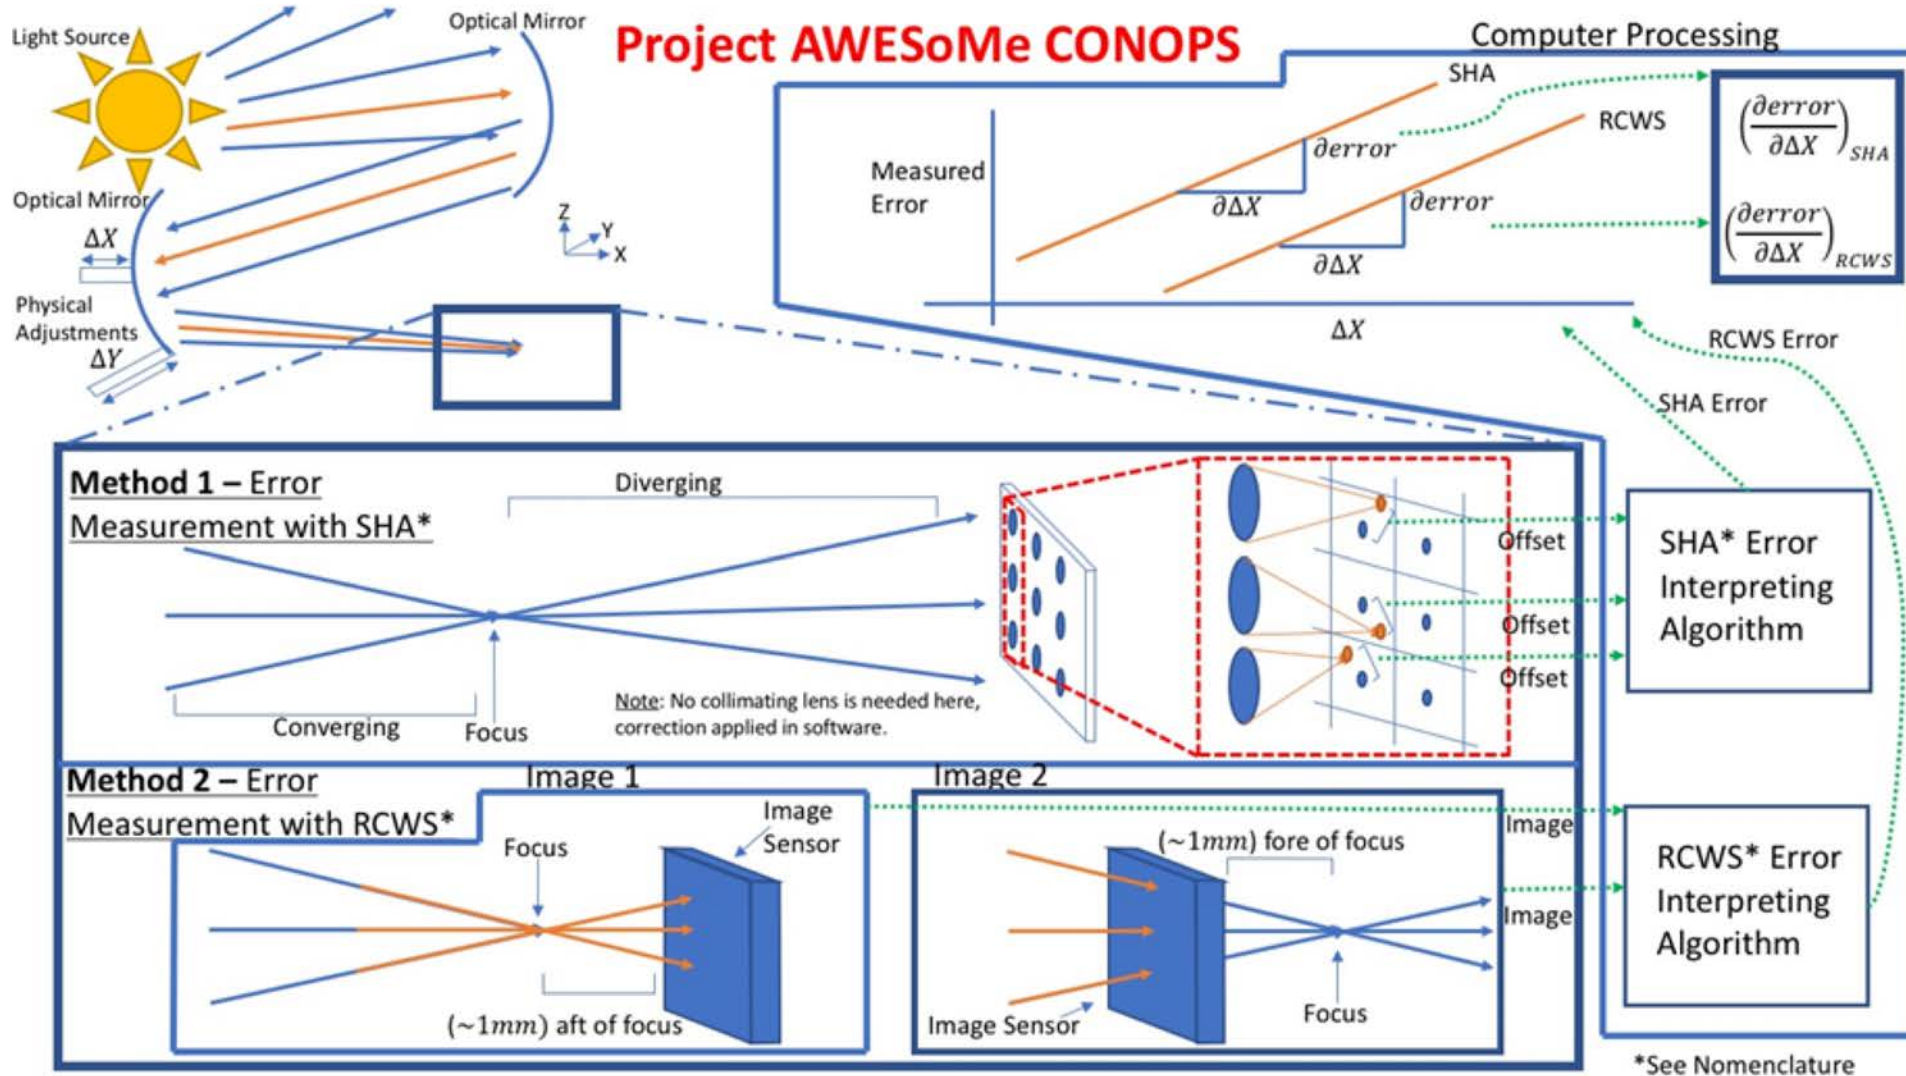 Project AWESoMe CONOPS
Light Source
Optical Mirror
Optical Mirror
ΔX
Physical
Adjustments
ΔY
Z
Y
X
Computer Processing
SHA
RCWS
Measured
Error
∂error
∂ΔX
∂error
∂ΔX
ΔX
(∂error/∂ΔX)SHA
(∂error/∂ΔX)RCWS
RCWS Error
SHA Error
Method 1 – Error
Measurement with SHA*
Diverging
Converging
Focus
Note: No collimating lens is needed here,
correction applied in software.
Offset
Offset
Offset
SHA* Error
Interpreting
Algorithm
Method 2 – Error
Measurement with RCWS*
Image 1
Focus
Image
Sensor
(~1mm) aft of focus
Image 2
(~1mm) fore of focus
Image Sensor
Focus
Image
Image
RCWS* Error
Interpreting
Algorithm
*See Nomenclature